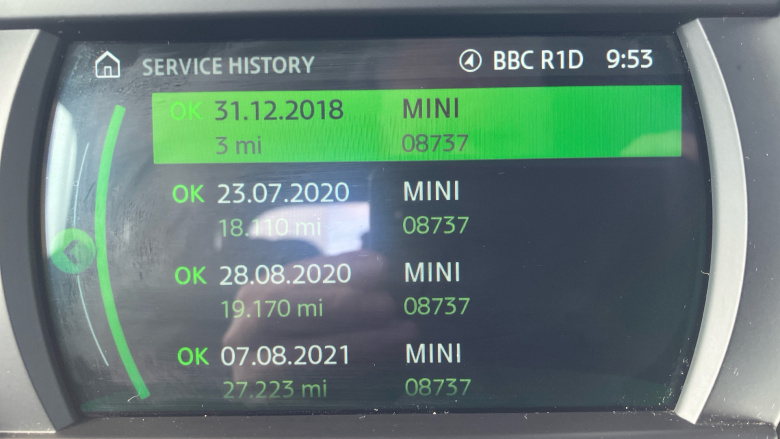 SERVICE HISTORY BBC R1D 9:53
OK 31.12.2018 MINI
3 mi 08737
OK 23.07.2020 MINI
18.110 mi 08737
OK 28.08.2020 MINI
19.170 mi 08737
OK 07.08.2021 MINI
27.223 mi 08737